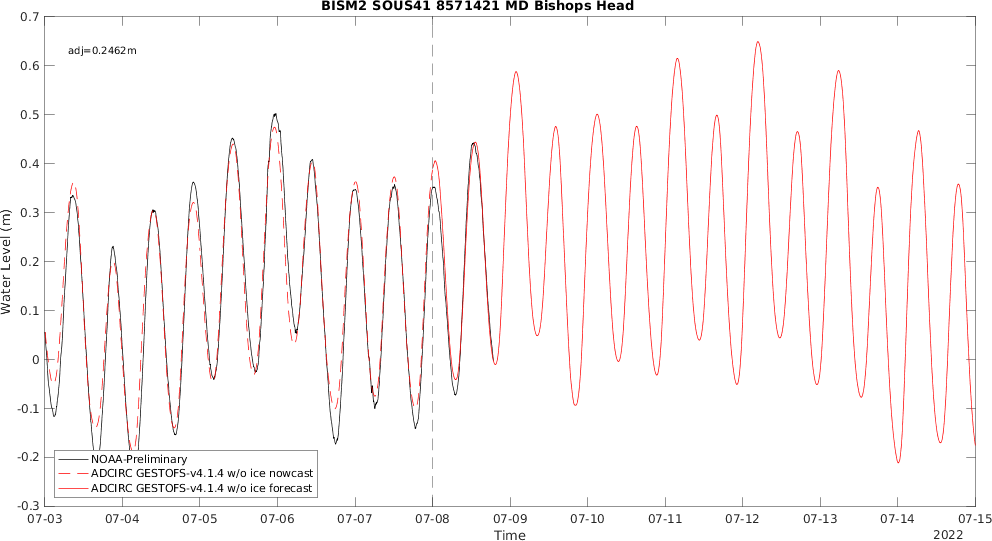 BISM2 SOUS41 8571421 MD Bishops Head
adj=0.2462m
Water Level (m)
0.7
0.6
0.5
0.4
0.3
0.2
0.1
0
-0.1
-0.2
-0.3
NOAA-Preliminary
ADCIRC GESTOFS-v4.1.4 w/o ice nowcast
ADCIRC GESTOFS-v4.1.4 w/o ice forecast
07-03 07-04 07-05 07-06 07-07 07-08 07-09 07-10 07-11 07-12 07-13 07-14 07-15
Time
2022